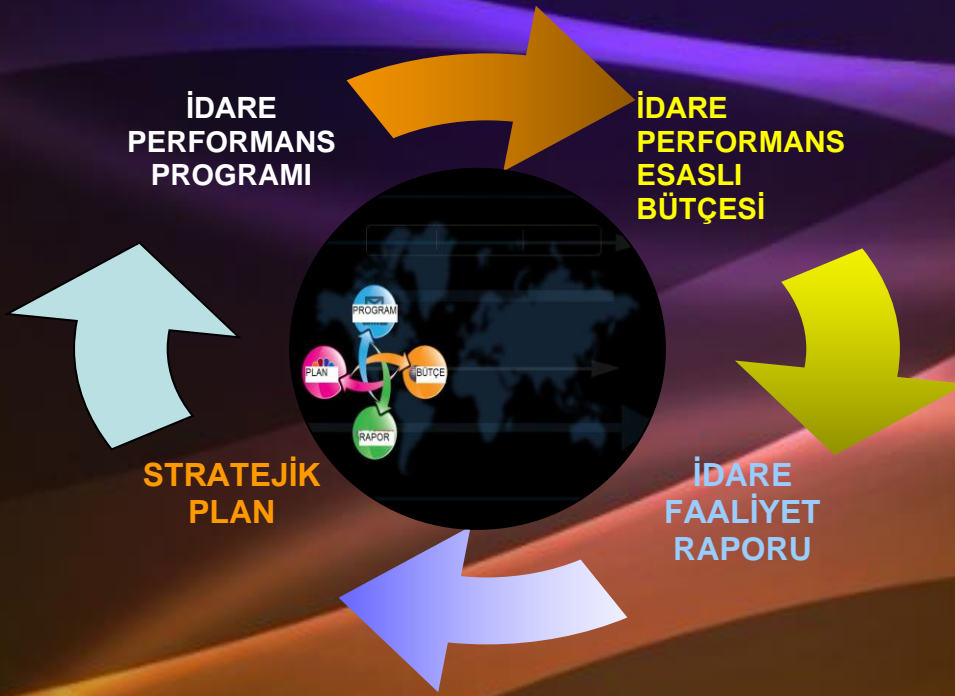 İDARE
PERFORMANS
PROGRAMI
İDARE
PERFORMANS
ESASLI
BÜTÇESİ
PROGRAM
PLAN
BÜTÇE
RAPOR
STRATEJİK
PLAN
İDARE
FAALİYET
RAPORU